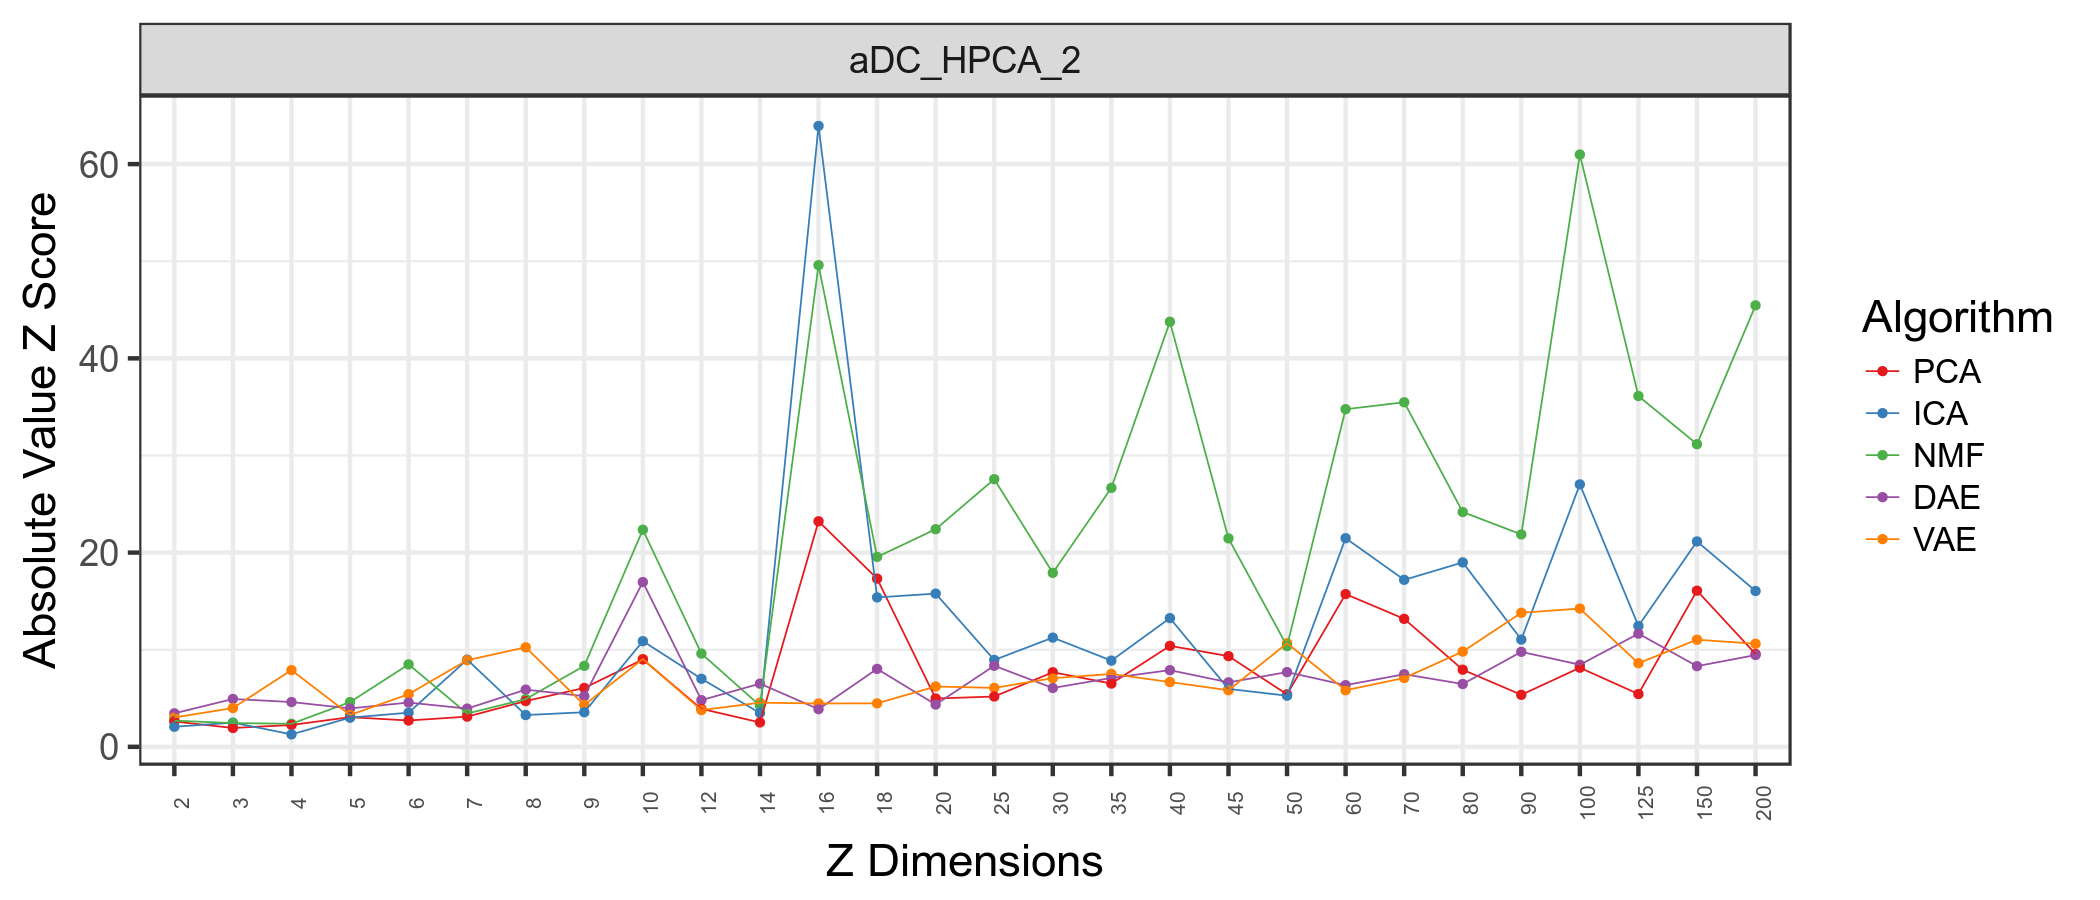 aDC_HPCA_2
Absolute Value Z Score
60
40
20
0
2 3 4 5 6 7 8 9 10 12 14 16 18 20 25 30 35 40 45 50 60 70 80 90 100 125 150 200
Z Dimensions
Algorithm
PCA
ICA
NMF
DAE
VAE